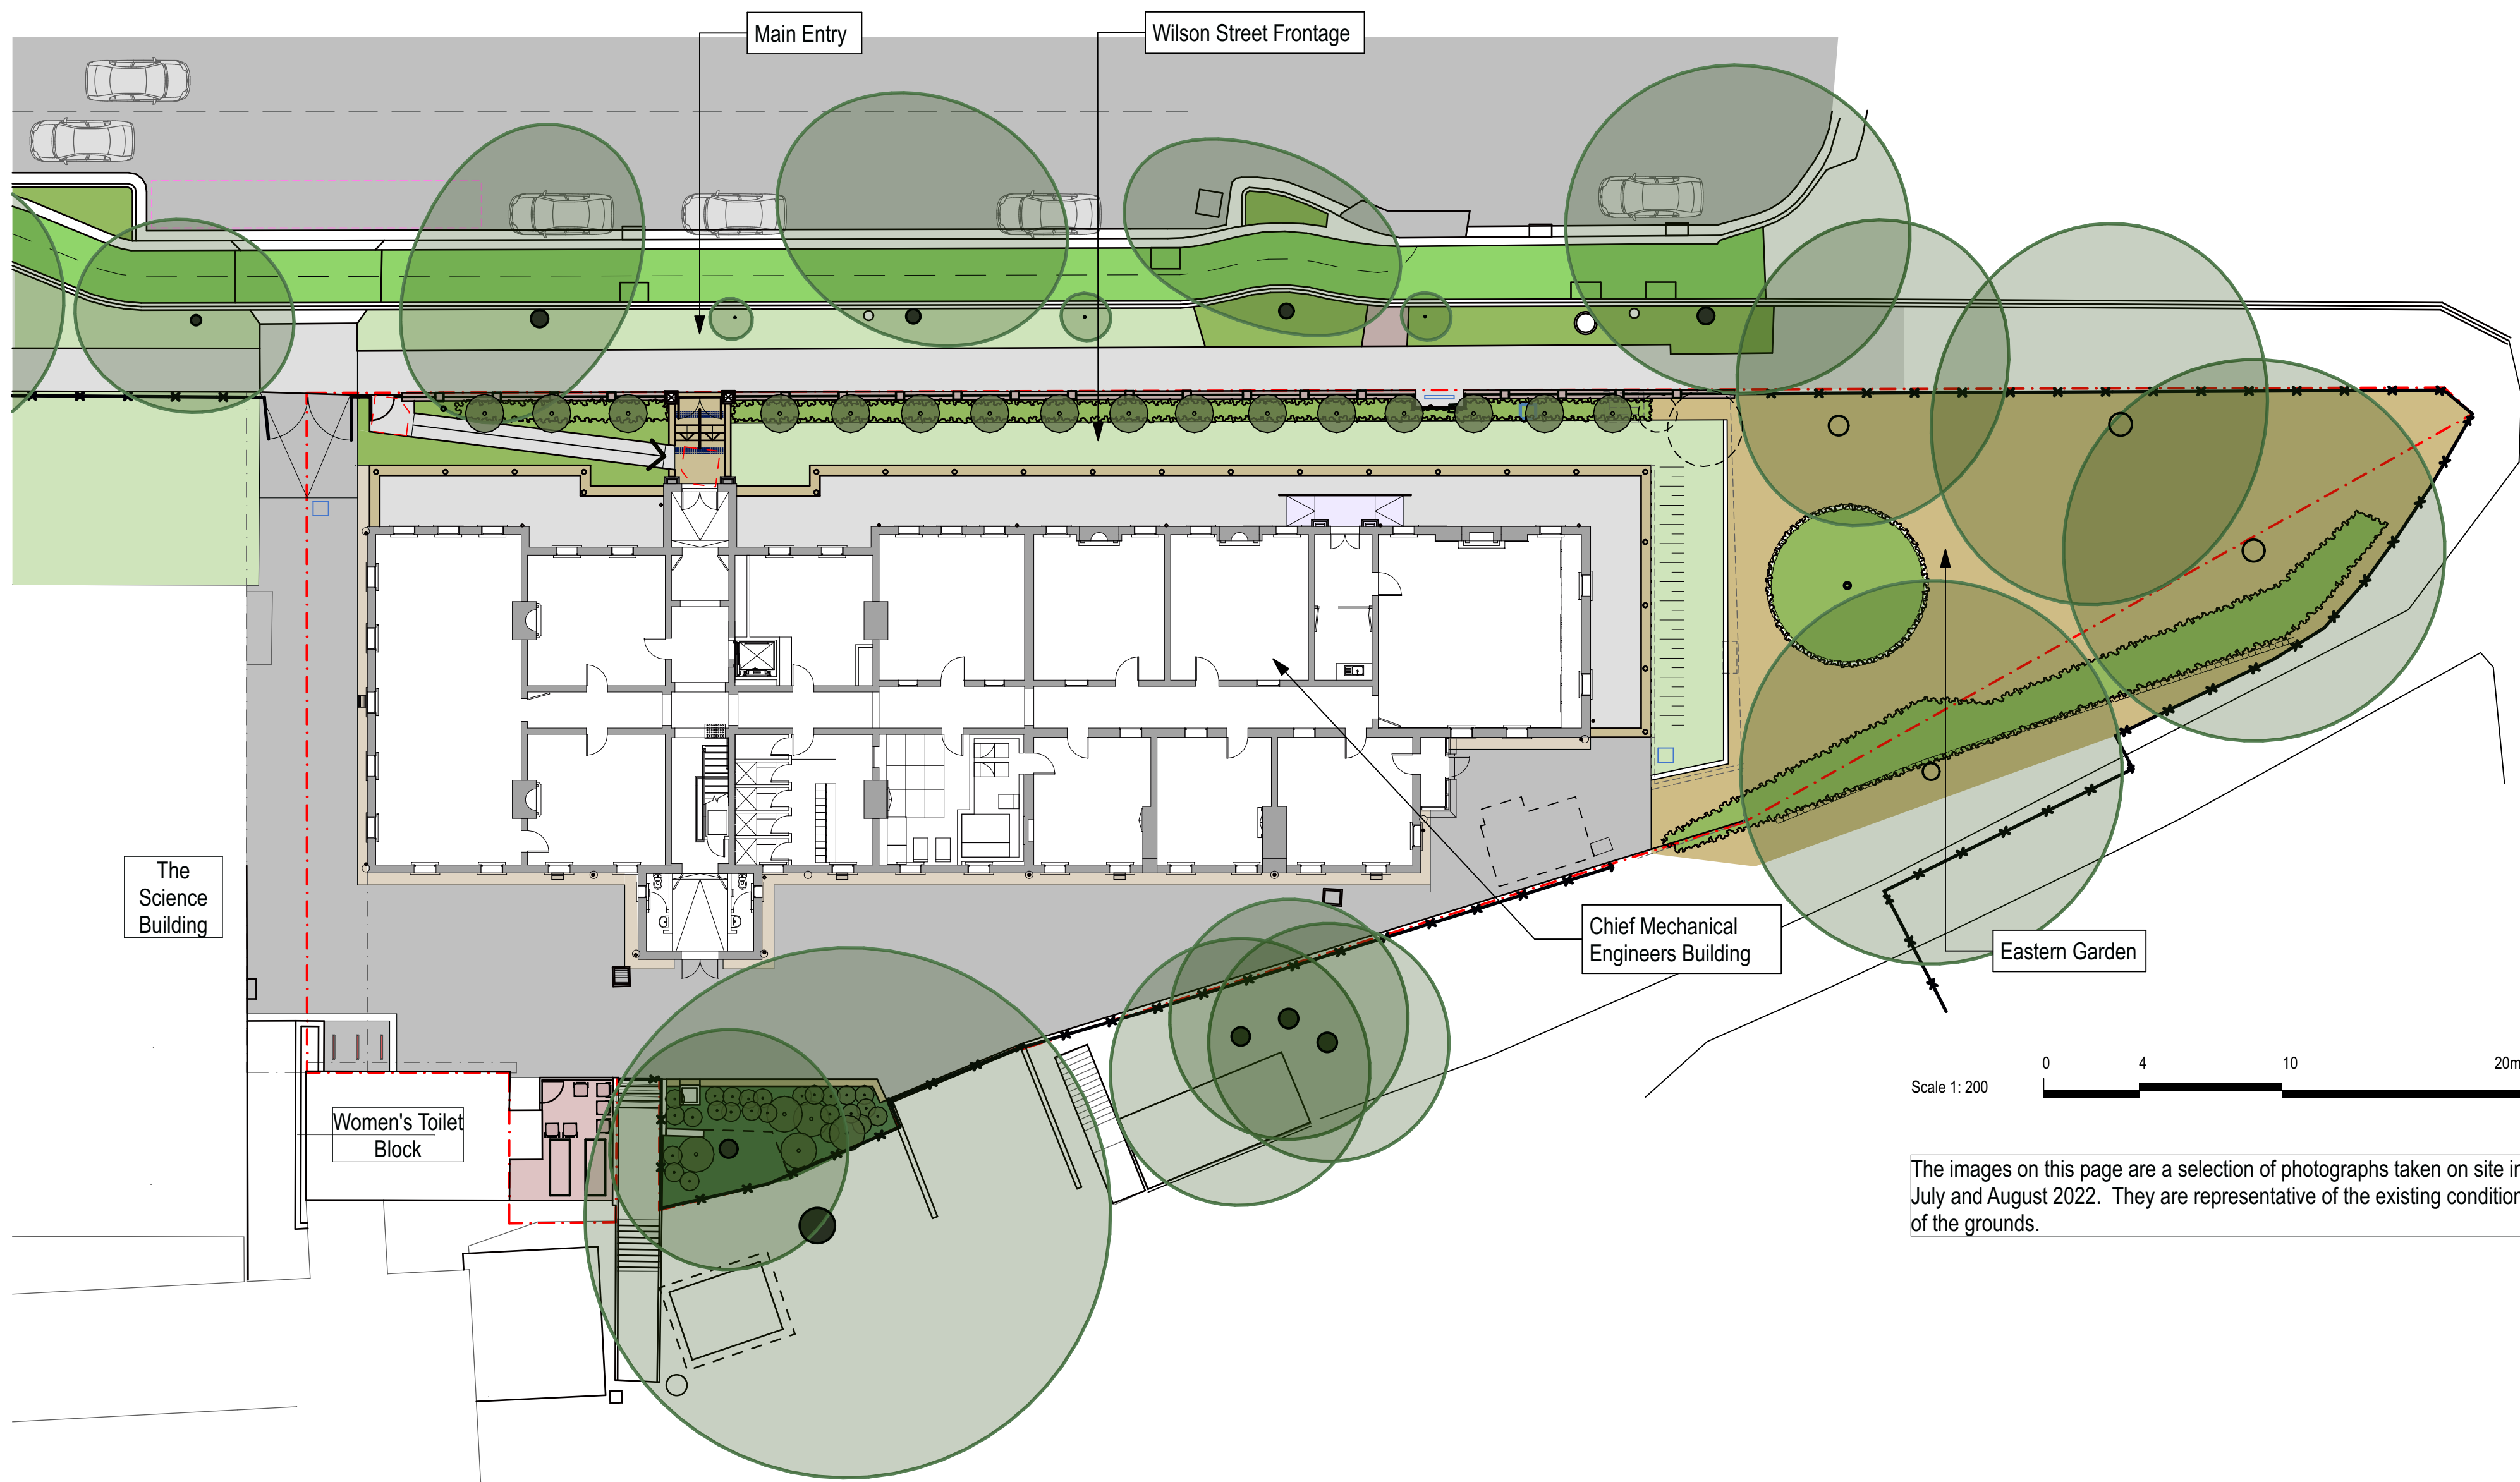 Main Entry
Wilson Street Frontage
The
Science
Building
Chief Mechanical
Engineers Building
Eastern Garden
0 4 10 20m
Scale 1: 200
Women's Toilet
Block
The images on this page are a selection of photographs taken on site in
July and August 2022. They are representative of the existing condition
of the grounds.